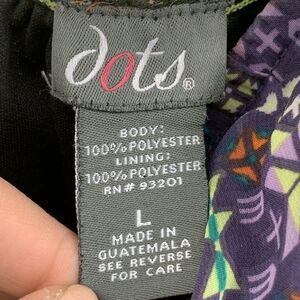 dots®
BODY:
100% POLYESTER
LINING:
100% POLYESTER
RN# 93201
L
MADE IN
GUATEMALA
SEE REVERSE
FOR CARE